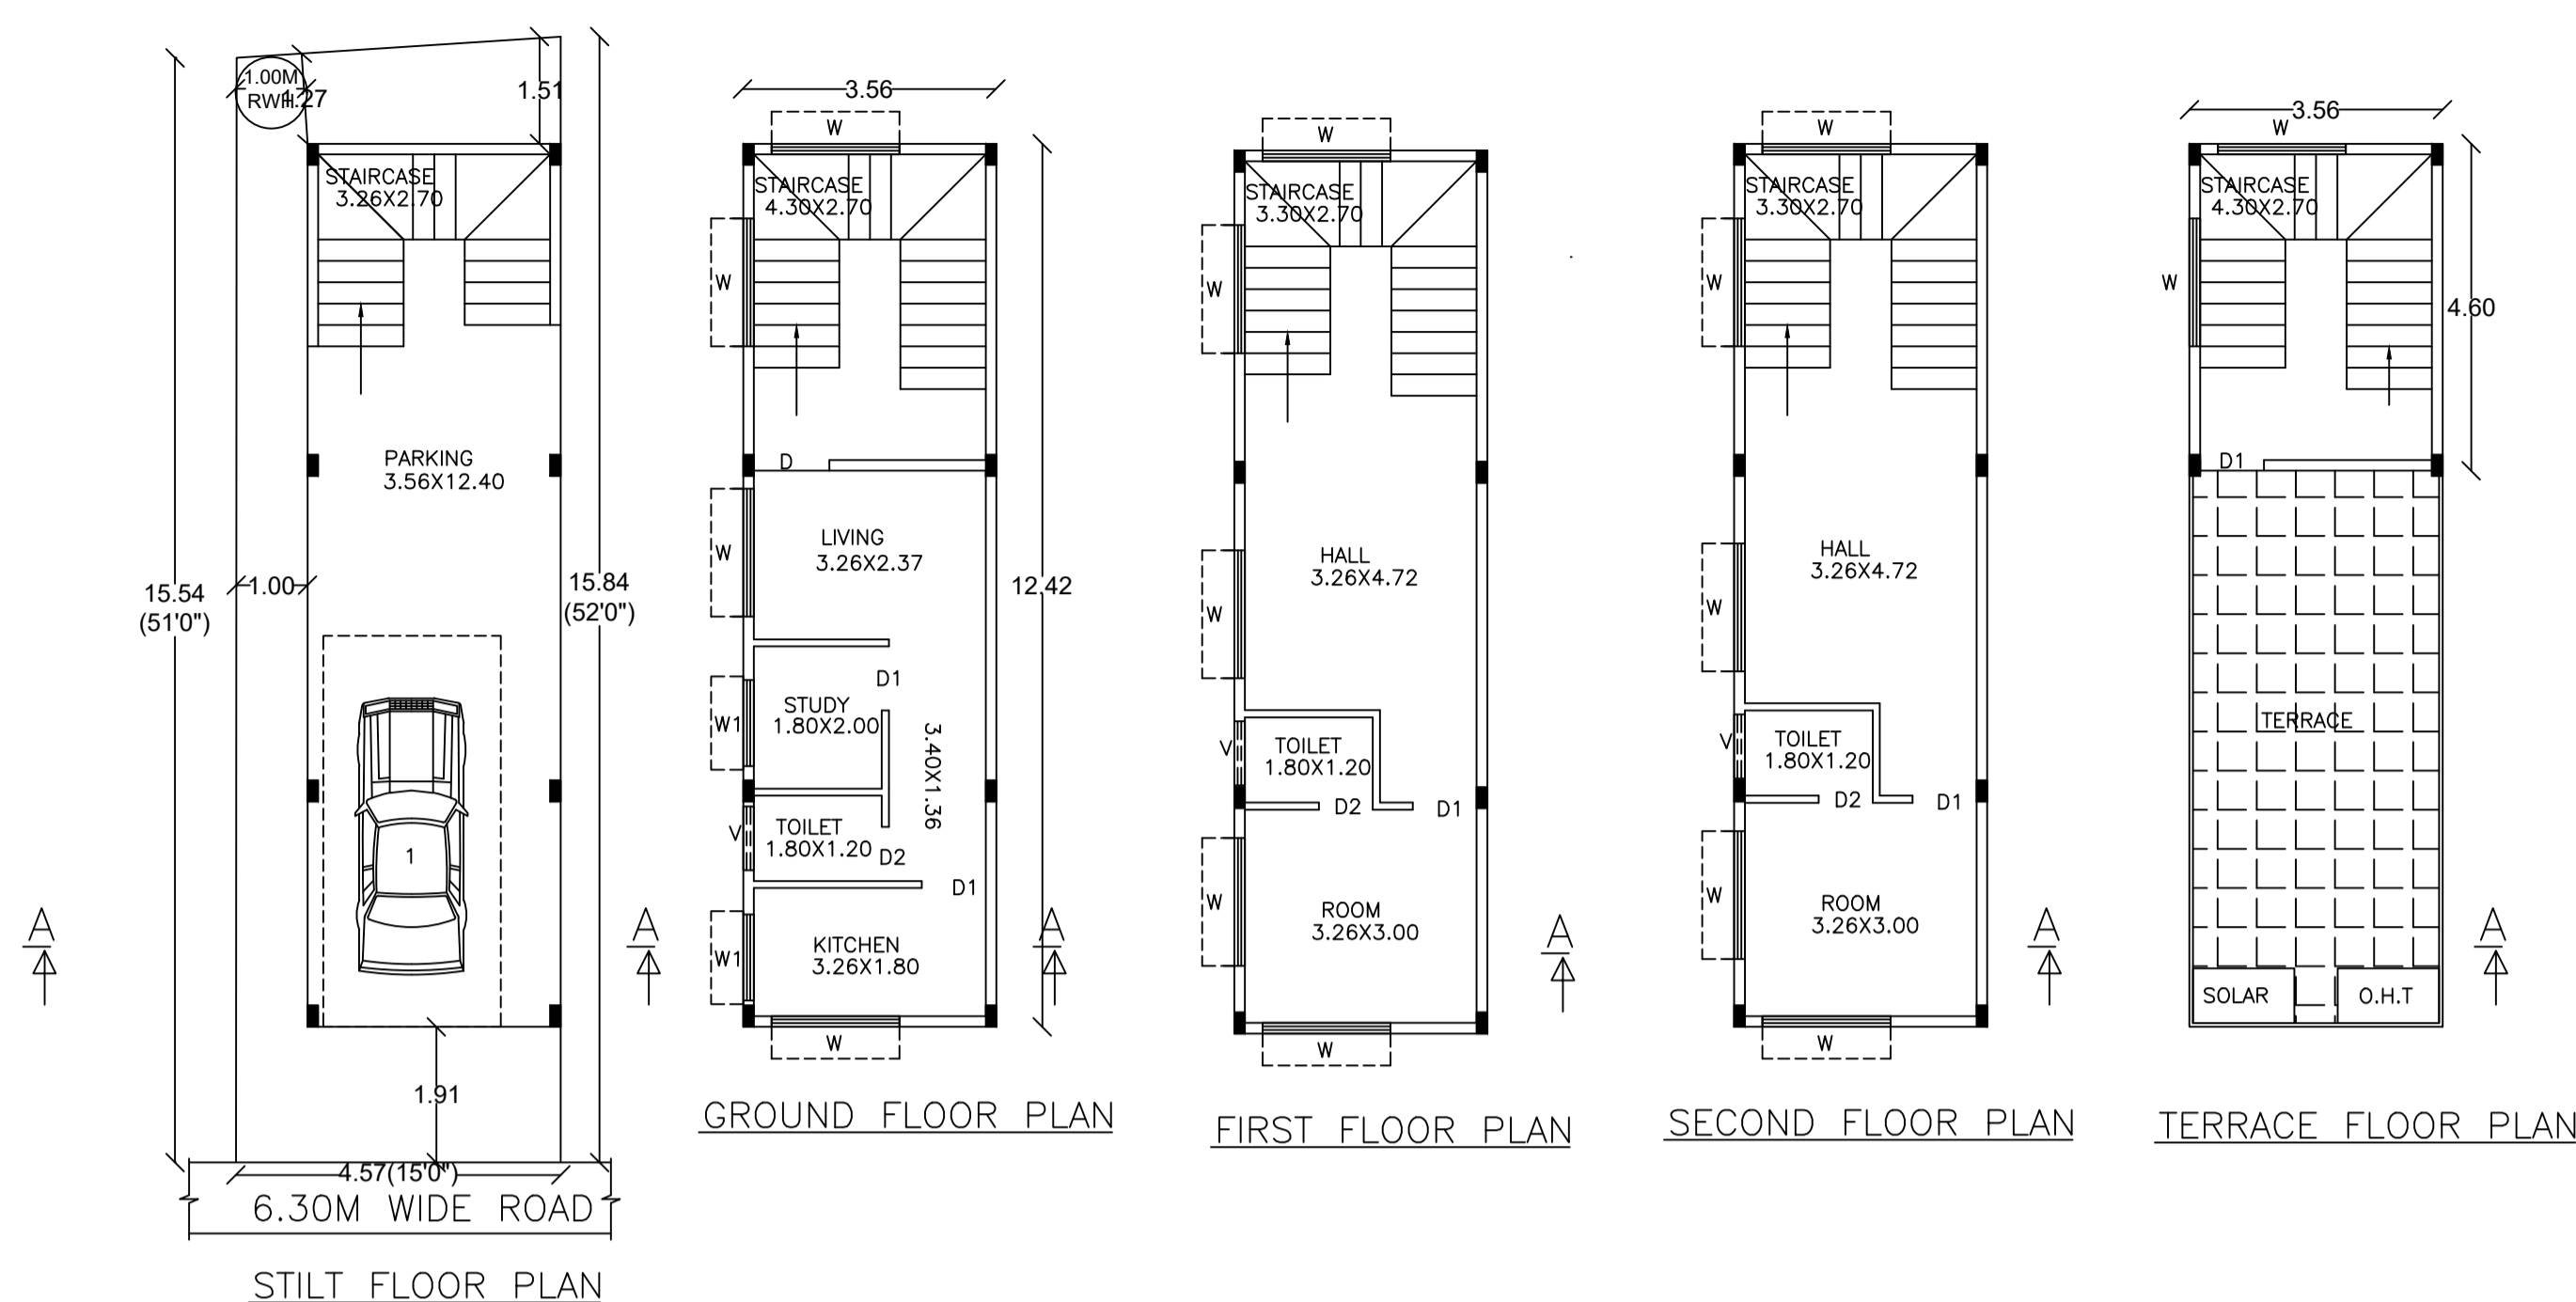 1.00M
RWH
1.27
1.51
STAIRCASE
3.26X2.70
PARKING
3.56X12.40
15.54
(51'0")
1.00
15.84
(52'0")
1
A
A
1.91
4.57(15'0")
6.30M WIDE ROAD
STILT FLOOR PLAN
3.56
W
STAIRCASE
4.30X2.70
W
D
LIVING
3.26X2.37
W
12.42
D1
STUDY
1.80X2.00
W1
3.40X1.36
TOILET
1.80X1.20
V
D2
D1
KITCHEN
3.26X1.80
W1
A
W
GROUND FLOOR PLAN
W
STAIRCASE
3.30X2.70
W
HALL
3.26X4.72
W
TOILET
1.80X1.20
V
D2
D1
ROOM
3.26X3.00
W
A
W
FIRST FLOOR PLAN
W
STAIRCASE
3.30X2.70
W
HALL
3.26X4.72
W
TOILET
1.80X1.20
V
D2
D1
ROOM
3.26X3.00
W
A
W
SECOND FLOOR PLAN
3.56
W
STAIRCASE
4.30X2.70
W
4.60
D1
TERRACE
A
SOLAR
O.H.T
TERRACE FLOOR PLAN